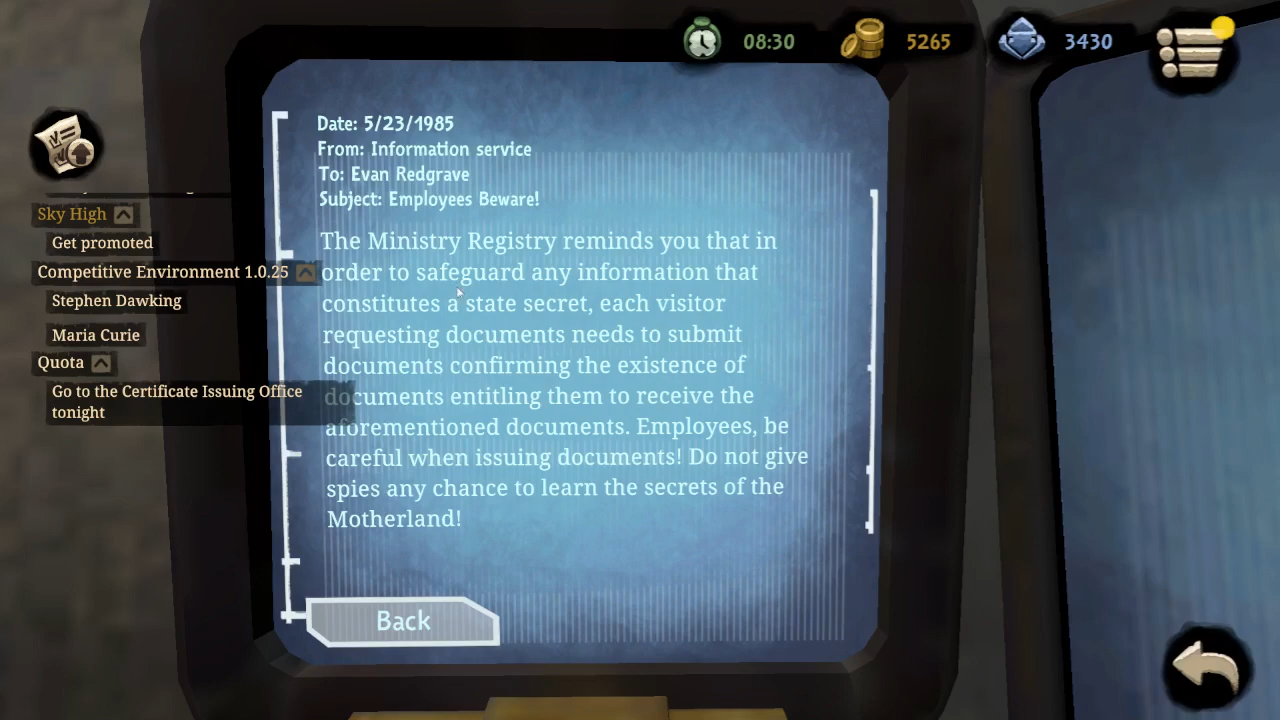 08:30
5265
3430
Date: 5/23/1985
From: Information service
To: Evan Redgrave
Subject: Employees Beware!
The Ministry Registry reminds you that in
order to safeguard any information that
constitutes a state secret, each visitor
requesting documents needs to submit
documents confirming the existence of
documents entitling them to receive the
aforementioned documents. Employees, be
careful when issuing documents! Do not give
spies any chance to learn the secrets of the
Motherland!
Back
Sky High
Get promoted
Competitive Environment 1.0.25
Stephen Dawking
Maria Curie
Quota
Go to the Certificate Issuing Office
tonight